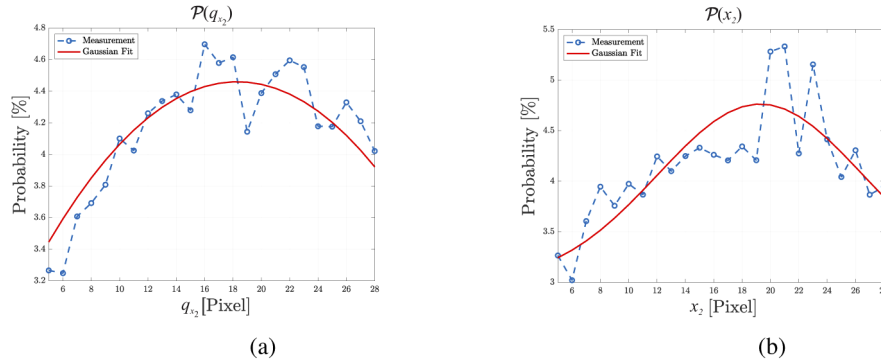 𝒫(q_{x_2})
4.8
4.6
4.4
4.2
4
3.8
3.6
3.4
3.2
Probability [%]
Measurement
Gaussian Fit
6 8 10 12 14 16 18 20 22 24 26 28
q_{x_2} [Pixel]
(a)
𝒫(x_2)
5.5
5
4.5
4
3.5
3
Probability [%]
Measurement
Gaussian Fit
6 8 10 12 14 16 18 20 22 24 26
x_2 [Pixel]
(b)